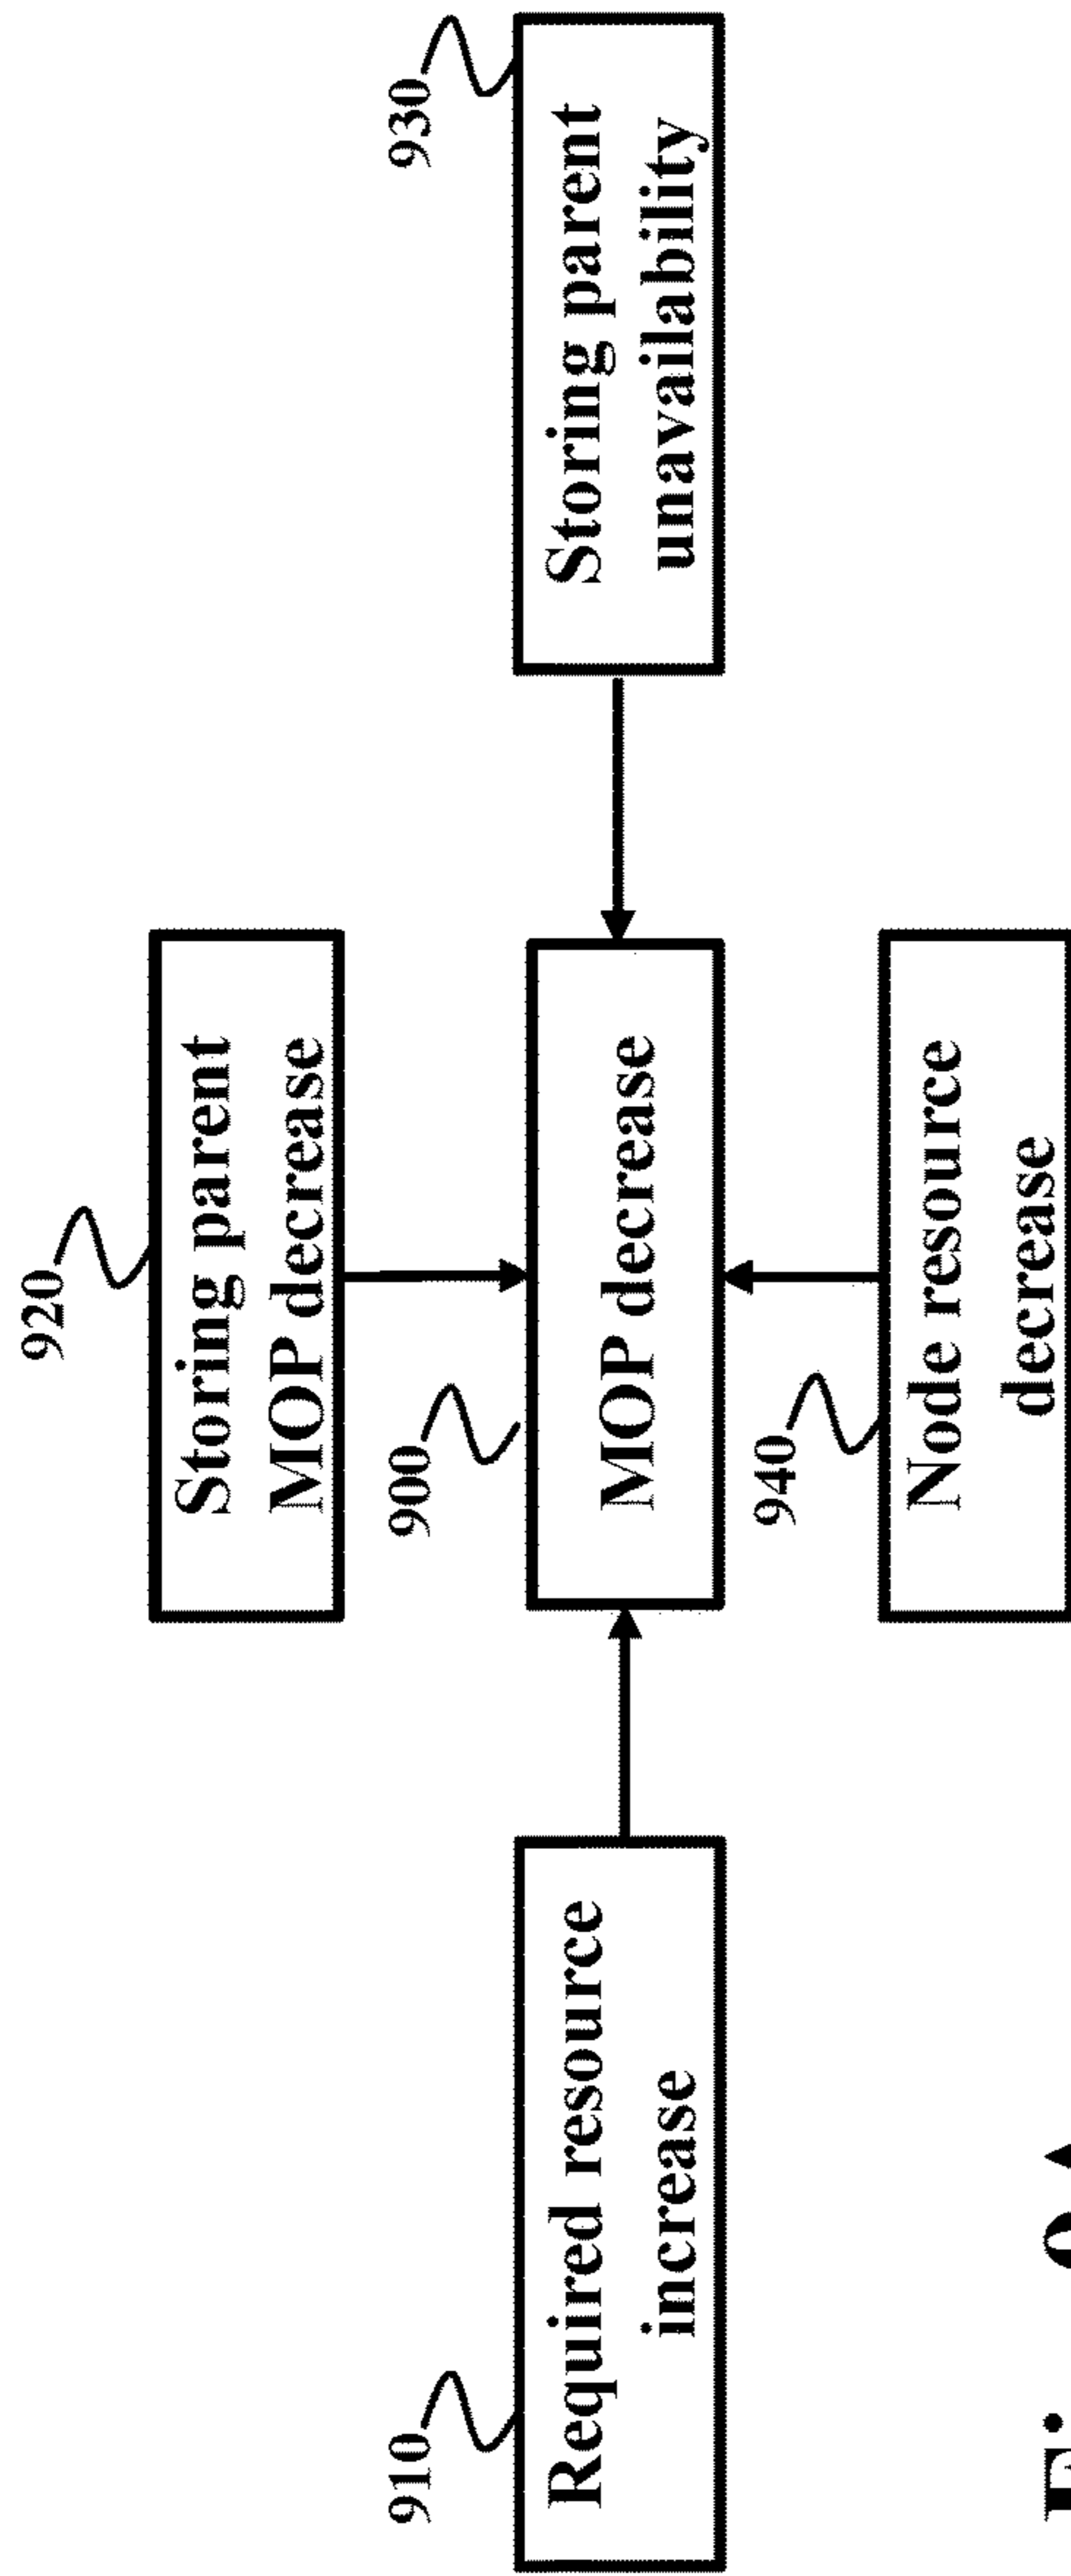 920
Storing parent
MOP decrease
910
Required resource
increase
900
MOP decrease
930
Storing parent
unavailability
940
Node resource
decrease